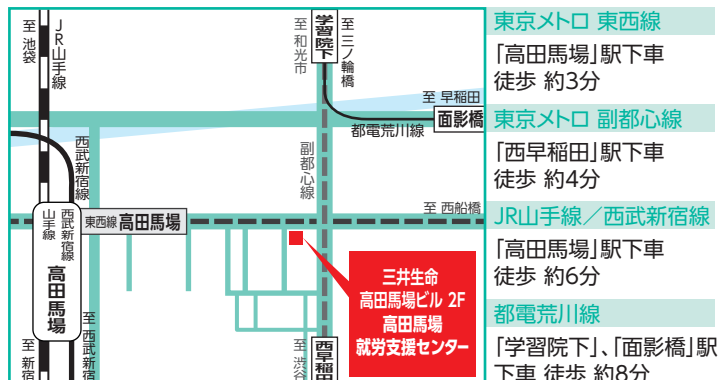 至 池袋
JR山手線
至 和光市
学習院下
至 三ノ輪橋
至 早稲田
面影橋
都電荒川線
西武新宿線
副都心線
至 西船橋
東西線 高田馬場
西武新宿線
山手線
高田馬場
三井生命
高田馬場ビル 2F
高田馬場
就労支援センター
至 新宿
至 西武新宿
至 渋谷
西早稲田
東京メトロ 東西線
「高田馬場」駅下車
徒歩 約3分
東京メトロ 副都心線
「西早稲田」駅下車
徒歩 約4分
JR山手線／西武新宿線
「高田馬場」駅下車
徒歩 約6分
都電荒川線
「学習院下」、「面影橋」駅
下車 徒歩 約8分